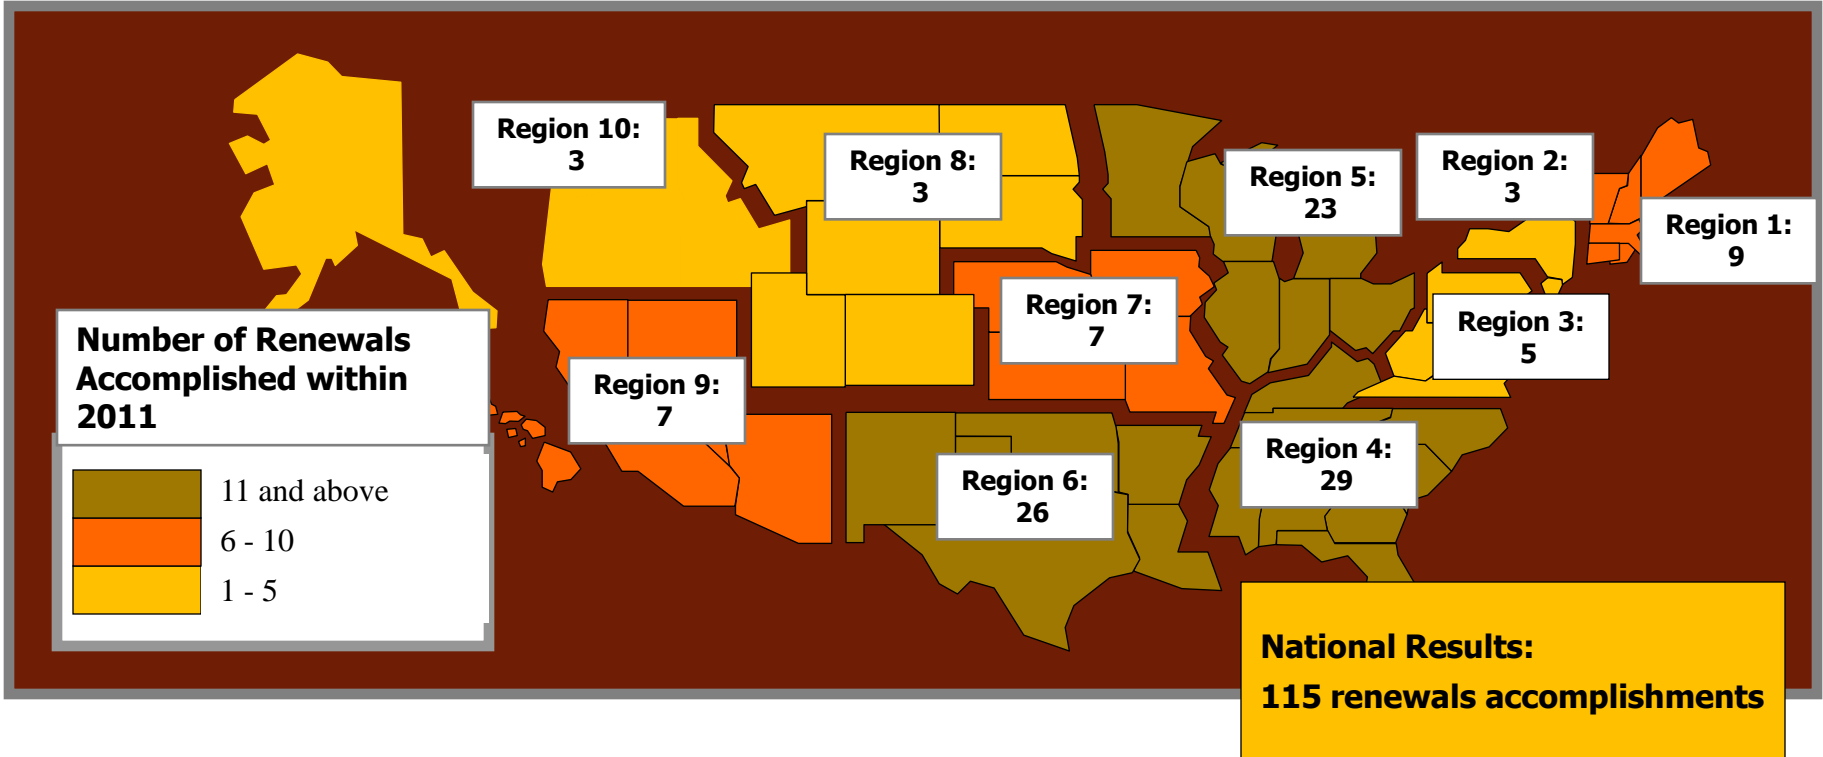 Region 10:
3
Region 8:
3
Region 5:
23
Region 2:
3
Region 1:
9
Region 7:
7
Region 3:
5
Region 9:
7
Region 6:
26
Region 4:
29
Number of Renewals
Accomplished within
2011
11 and above
6 - 10
1 - 5
National Results:
115 renewals accomplishments